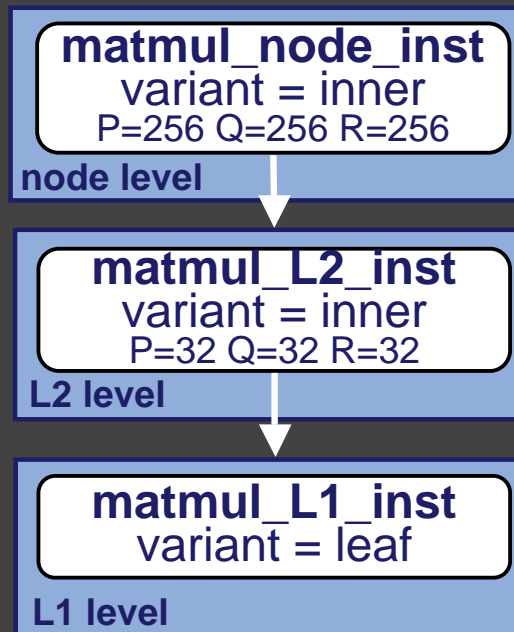 matmul_node_inst
variant = inner
P=256 Q=256 R=256
node level
matmul_L2_inst
variant = inner
P=32 Q=32 R=32
L2 level
matmul_L1_inst
variant = leaf
L1 level